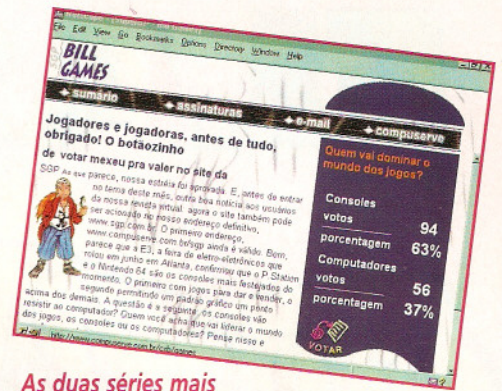 File Edit View Go Bookmarks Options Directory Window Help
SGP
BILL
GAMES
sumário assinaturas e-mail compuserve
Jogadores e jogadoras, antes de tudo,
obrigado! O botãozinho
de votar mexeu pra valer no site da
SGP Ao que parece, nossa estréia foi aprovada. E, antes de entrar
no tema deste mês, outra boa notícia aos usuários
da nossa revista virtual: agora o site também pode
ser acionado no nosso endereço definitivo,
www.sgp.com.br. O primeiro endereço,
www.compuserve.com.br/sgp ainda é válido. Bem,
parece que a E3, a feira de eletro-eletrônicos que
rolou em junho em Atlanta, confirmou que o P.Station
e o Nintendo 64 são os consoles mais festejados do
momento. O primeiro com jogos para dar e vender, o
segundo permitindo um padrão gráfico um ponto
acima dos demais. A questão é a seguinte, os consoles vão
resistir ao computador? Quem você acha que vai liderar o mundo
dos jogos, os consoles ou os computadores? Pense nisso e
Quem vai dominar o
mundo dos jogos?
Consoles
votos 94
porcentagem 63%
Computadores
votos 56
porcentagem 37%
VOTAR
As duas séries mais